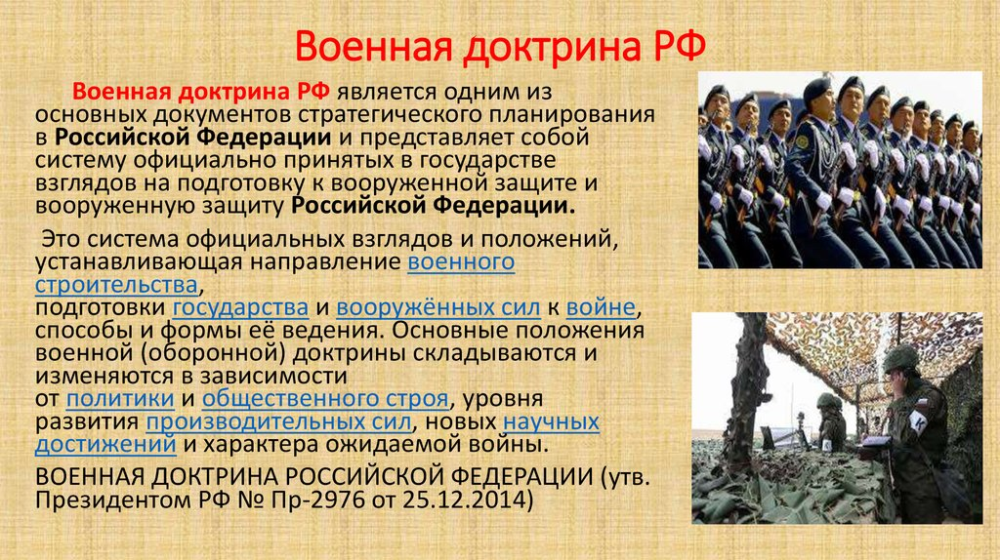 Военная доктрина РФ
Военная доктрина РФ является одним из
основных документов стратегического планирования
в Российской Федерации и представляет собой
систему официально принятых в государстве
взглядов на подготовку к вооруженной защите и
вооруженную защиту Российской Федерации.
Это система официальных взглядов и положений,
устанавливающая направление военного
строительства,
подготовки государства и вооружённых сил к войне,
способы и формы её ведения. Основные положения
военной (оборонной) доктрины складываются и
изменяются в зависимости
от политики и общественного строя, уровня
развития производительных сил, новых научных
достижений и характера ожидаемой войны.
ВОЕННАЯ ДОКТРИНА РОССИЙСКОЙ ФЕДЕРАЦИИ (утв.
Президентом РФ № Пр-2976 от 25.12.2014)
К